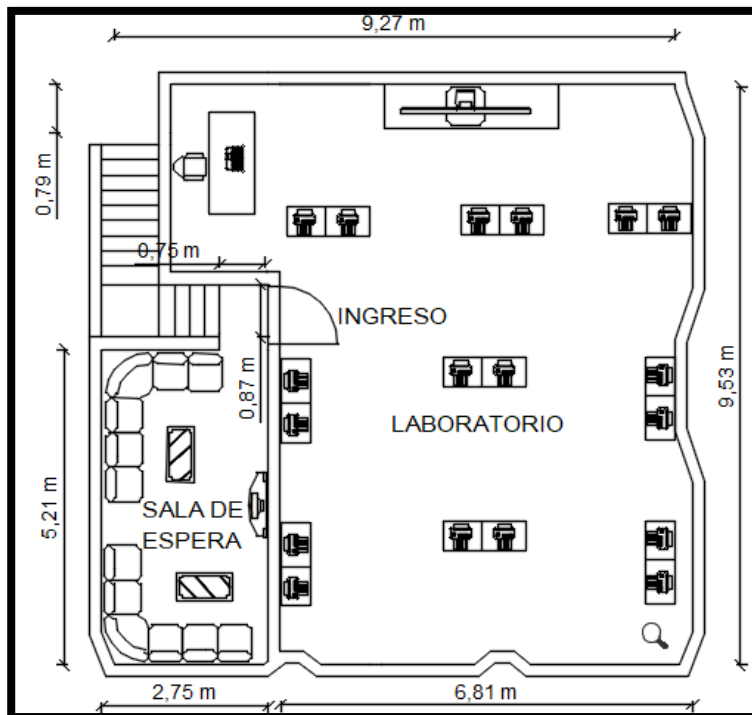 9,27 m
0,79 m
0,75 m
INGRESO
0,87 m
9,53 m
LABORATORIO
5,21 m
SALA DE
ESPERA
2,75 m
6,81 m